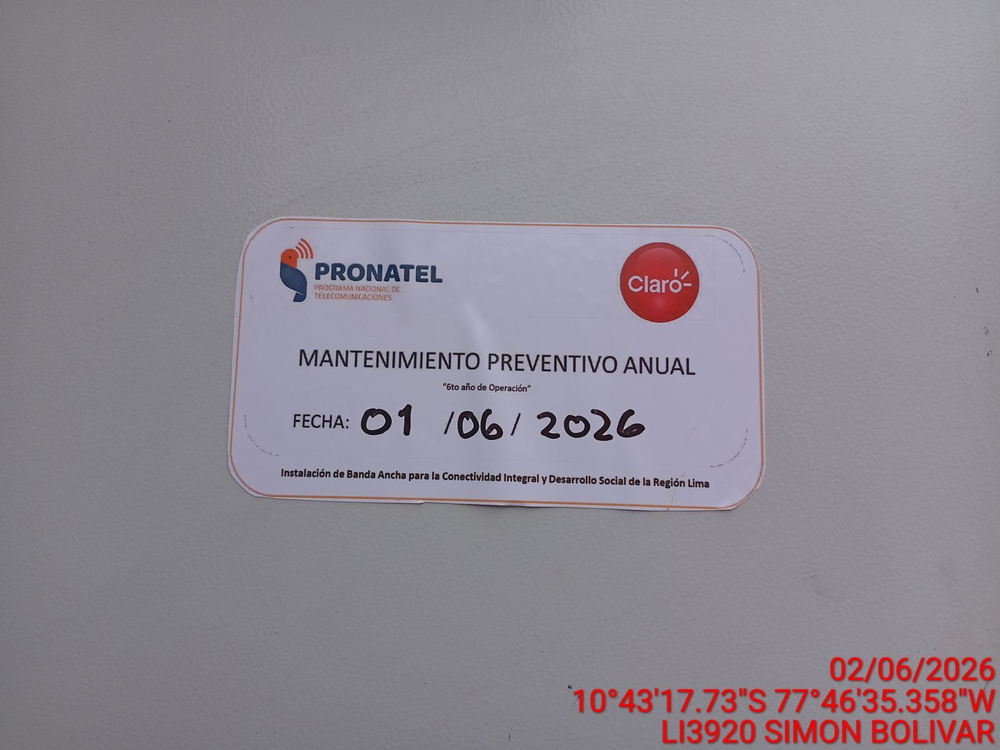 PRONATEL
PROGRAMA NACIONAL DE
TELECOMUNICACIONES
Claro
MANTENIMIENTO PREVENTIVO ANUAL
"6to año de Operación"
FECHA: 01 /06/ 2026
Instalación de Banda Ancha para la Conectividad Integral y Desarrollo Social de la Región Lima
02/06/2026
10°43'17.73"S 77°46'35.358"W
LI3920 SIMON BOLIVAR